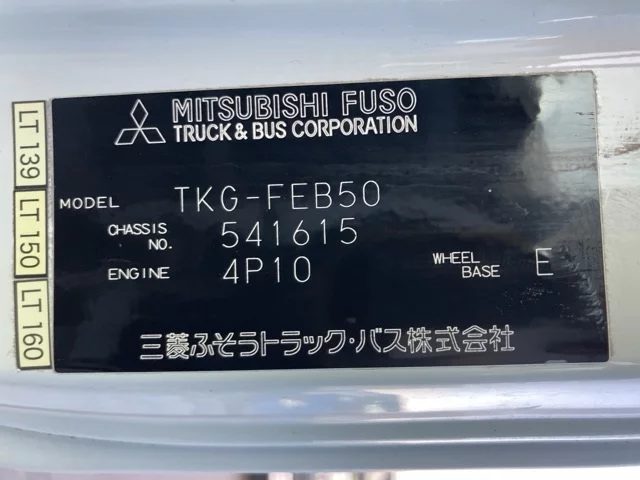 MITSUBISHI FUSO
TRUCK & BUS CORPORATION
MODEL TKG-FEB50
CHASSIS NO. 541615
ENGINE 4P10 WHEEL BASE E
三菱ふそうトラック・バス株式会社
LT 139
LT 150
LT 160